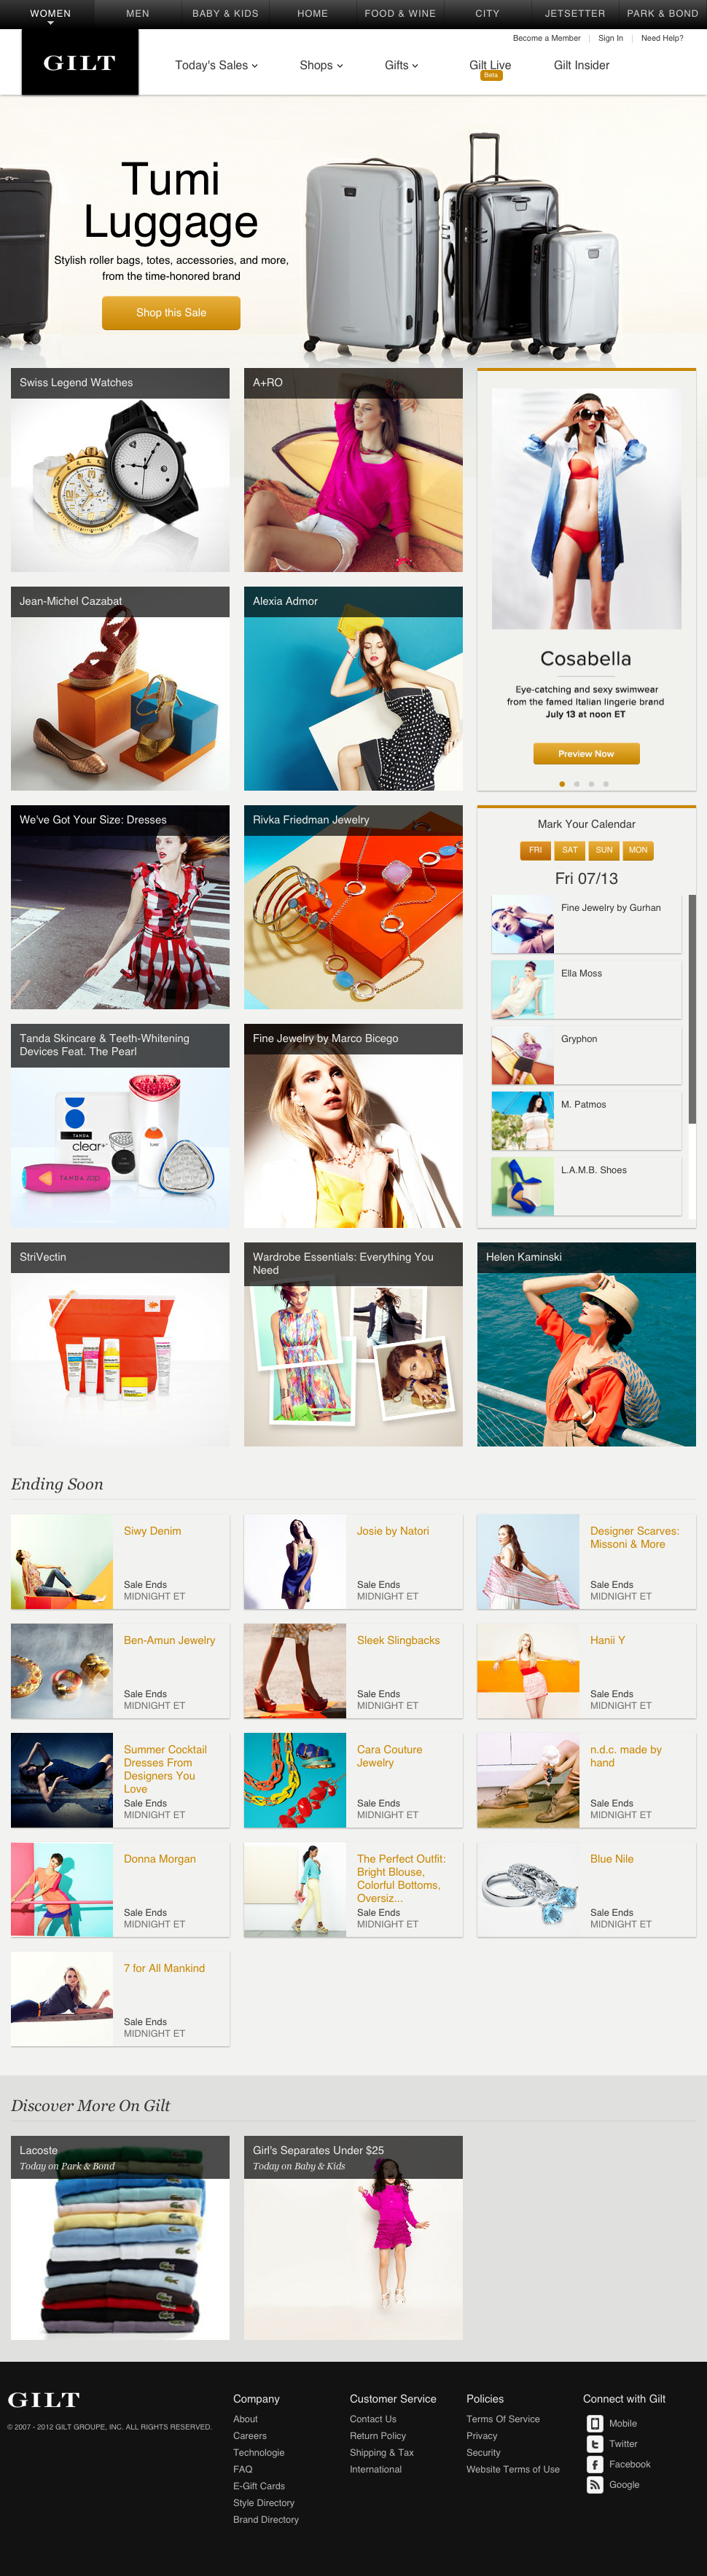 WOMEN MEN BABY & KIDS HOME FOOD & WINE CITY JETSETTER PARK & BOND
Become a Member Sign In Need Help?
GILT
Today's Sales Shops Gifts Gilt Live Gilt Insider
Beta
Tumi
Luggage
Stylish roller bags, totes, accessories, and more,
from the time-honored brand
Shop this Sale
Swiss Legend Watches
A+RO
Jean-Michel Cazabat
Alexia Admor
Cosabella
Eye-catching and sexy swimwear
from the famed Italian lingerie brand
July 13 at noon ET
Preview Now
We've Got Your Size: Dresses
Rivka Friedman Jewelry
Mark Your Calendar
FRI SAT SUN MON
Fri 07/13
Fine Jewelry by Gurhan
Ella Moss
Gryphon
M. Patmos
L.A.M.B. Shoes
Tanda Skincare & Teeth-Whitening
Devices Feat. The Pearl
TANDA
clear+
TANDA zap
Fine Jewelry by Marco Bicego
StriVectin
Wardrobe Essentials: Everything You
Need
Helen Kaminski
Ending Soon
Siwy Denim
Sale Ends
MIDNIGHT ET
Josie by Natori
Sale Ends
MIDNIGHT ET
Designer Scarves:
Missoni & More
Sale Ends
MIDNIGHT ET
Ben-Amun Jewelry
Sale Ends
MIDNIGHT ET
Sleek Slingbacks
Sale Ends
MIDNIGHT ET
Hanii Y
Sale Ends
MIDNIGHT ET
Summer Cocktail
Dresses From
Designers You
Love
Sale Ends
MIDNIGHT ET
Cara Couture
Jewelry
Sale Ends
MIDNIGHT ET
n.d.c. made by
hand
Sale Ends
MIDNIGHT ET
Donna Morgan
Sale Ends
MIDNIGHT ET
The Perfect Outfit:
Bright Blouse,
Colorful Bottoms,
Oversiz...
Sale Ends
MIDNIGHT ET
Blue Nile
Sale Ends
MIDNIGHT ET
7 for All Mankind
Sale Ends
MIDNIGHT ET
Discover More On Gilt
Lacoste
Today on Park & Bond
Girl's Separates Under $25
Today on Baby & Kids
GILT
© 2007 - 2012 GILT GROUPE, INC. ALL RIGHTS RESERVED.
Company
About
Careers
Technologie
FAQ
E-Gift Cards
Style Directory
Brand Directory
Customer Service
Contact Us
Return Policy
Shipping & Tax
International
Policies
Terms Of Service
Privacy
Security
Website Terms of Use
Connect with Gilt
Mobile
Twitter
Facebook
Google